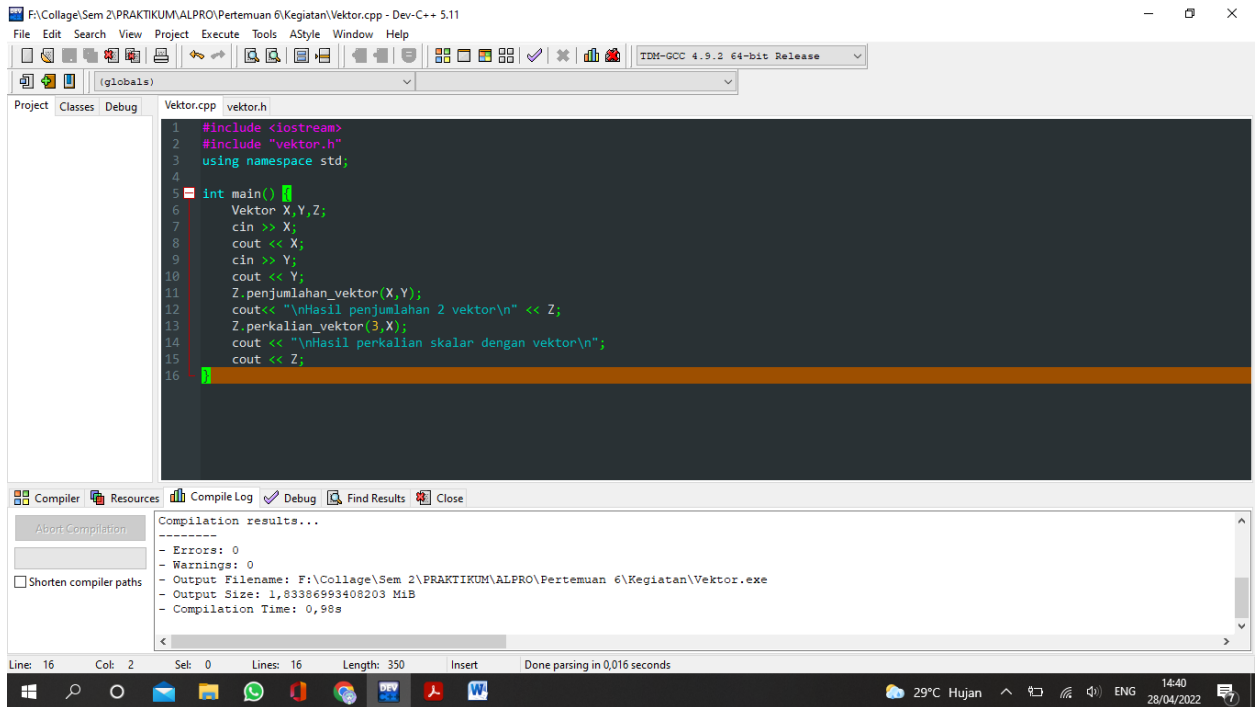 F:\Collage\Sem 2\PRAKTIKUM\ALPRO\Pertemuan 6\Kegiatan\Vektor.cpp - Dev-C++ 5.11
File Edit Search View Project Execute Tools AStyle Window Help
TDM-GCC 4.9.2 64-bit Release
(globals)
Project Classes Debug Vektor.cpp vektor.h
1 #include <iostream>
2 #include "vektor.h"
3 using namespace std;
4
5 int main() {
6 Vektor X,Y,Z;
7 cin >> X;
8 cout << X;
9 cin >> Y;
10 cout << Y;
11 Z.penjumlahan_vektor(X,Y);
12 cout<< "\nHasil penjumlahan 2 vektor\n" << Z;
13 Z.perkalian_vektor(3,X);
14 cout << "\nHasil perkalian skalar dengan vektor\n";
15 cout << Z;
16 }
Compiler Resources Compile Log Debug Find Results Close
Abort Compilation
Shorten compiler paths
Compilation results...
--------
- Errors: 0
- Warnings: 0
- Output Filename: F:\Collage\Sem 2\PRAKTIKUM\ALPRO\Pertemuan 6\Kegiatan\Vektor.exe
- Output Size: 1,83386993408203 MiB
- Compilation Time: 0,98s
Line: 16 Col: 2 Sel: 0 Lines: 16 Length: 350 Insert Done parsing in 0,016 seconds
DEV
W
29°C Hujan
ENG
14:40
28/04/2022
7